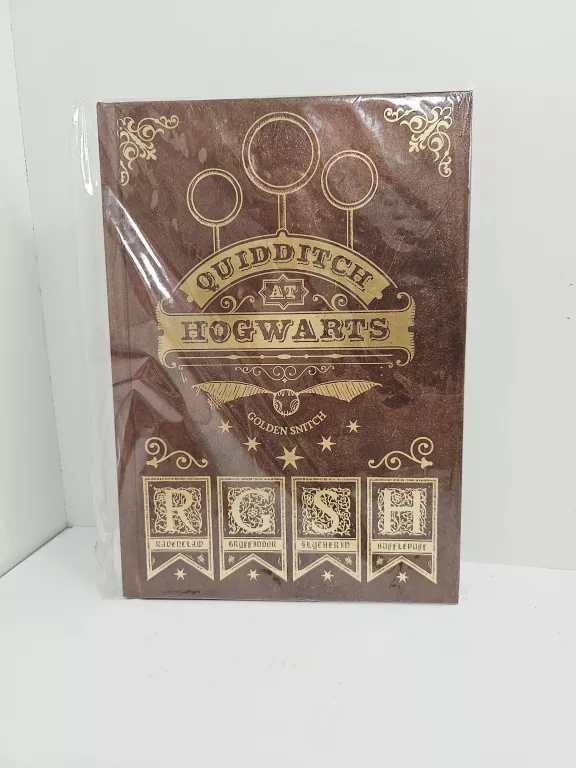 QUIDDITCH
AT
HOGWARTS
GOLDEN SNITCH
R G S H
RAVENCLAW GRYFFINDOR SLYTHERIN HUFFLEPUFF